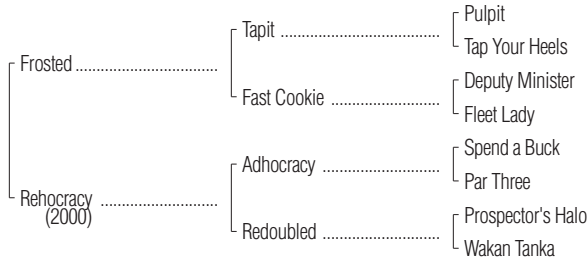 Pulpit
Tapit ................................................
Tap Your Heels
Frosted ................................................
Deputy Minister
Fast Cookie ................................................
Fleet Lady
Spend a Buck
Adhocracy ................................................
Par Three
Rehocracy ................................................
(2000)
Prospector's Halo
Redoubled ................................................
Wakan Tanka